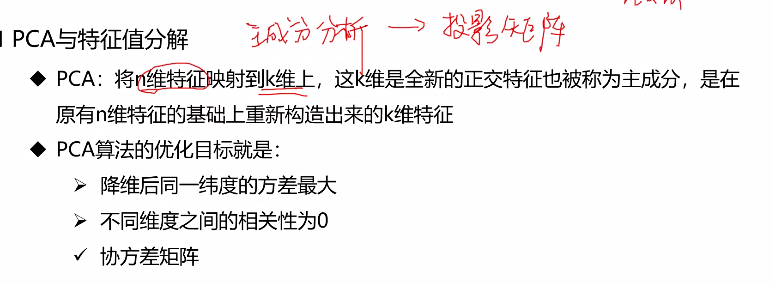 PCA与特征值分解
主成分分析 → 投影矩阵
PCA：将n维特征映射到k维上，这k维是全新的正交特征也被称为主成分，是在
原有n维特征的基础上重新构造出来的k维特征
PCA算法的优化目标就是：
降维后同一纬度的方差最大
不同维度之间的相关性为0
协方差矩阵